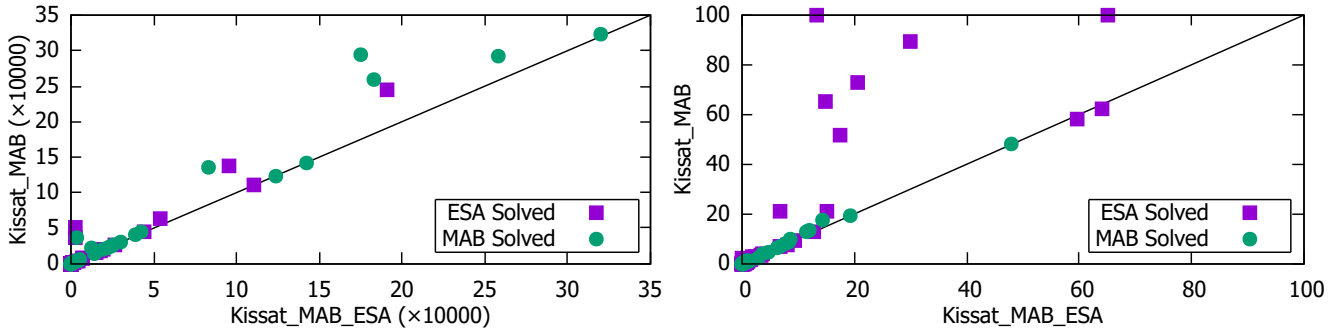 Kissat_MAB (×10000)
35
30
25
20
15
10
5
0
ESA Solved
MAB Solved
0 5 10 15 20 25 30 35
Kissat_MAB_ESA (×10000)
Kissat_MAB
100
80
60
40
20
0
ESA Solved
MAB Solved
0 20 40 60 80 100
Kissat_MAB_ESA